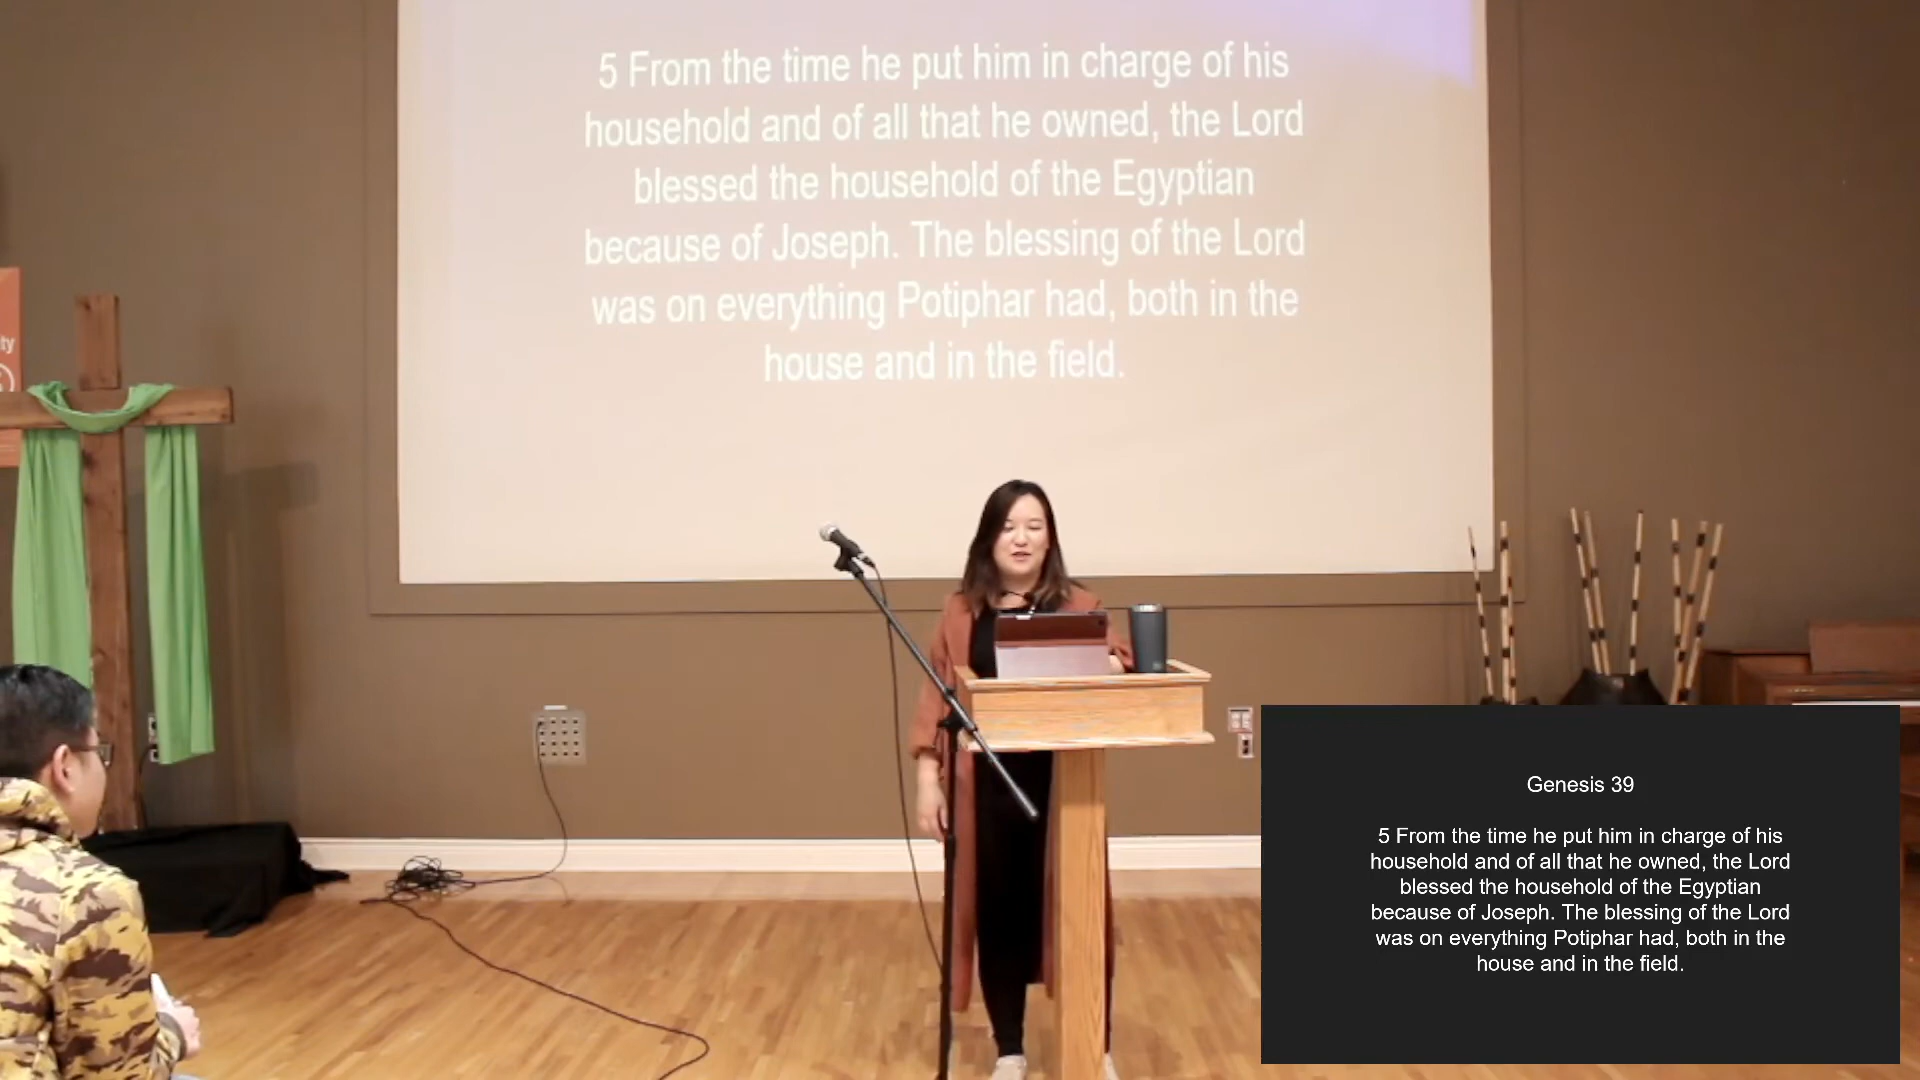 5 From the time he put him in charge of his
household and of all that he owned, the Lord
blessed the household of the Egyptian
because of Joseph. The blessing of the Lord
was on everything Potiphar had, both in the
house and in the field.
ty
Genesis 39
5 From the time he put him in charge of his
household and of all that he owned, the Lord
blessed the household of the Egyptian
because of Joseph. The blessing of the Lord
was on everything Potiphar had, both in the
house and in the field.